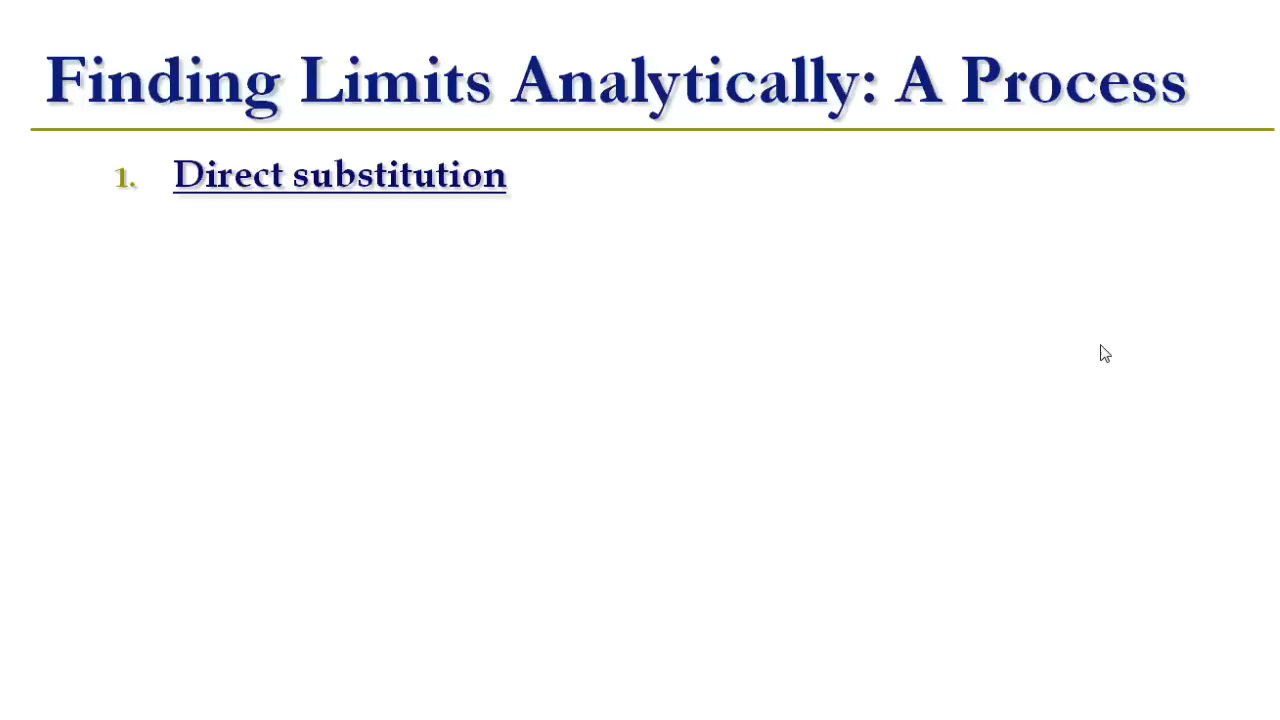 Finding Limits Analytically: A Process
1. Direct substitution